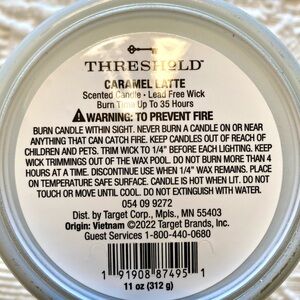 THRESHOLD
CARAMEL LATTE
Scented Candle • Lead Free Wick
Burn Time Up To 35 Hours
⚠ WARNING: TO PREVENT FIRE
BURN CANDLE WITHIN SIGHT. NEVER BURN A CANDLE ON OR NEAR
ANYTHING THAT CAN CATCH FIRE. KEEP CANDLES OUT OF REACH OF
CHILDREN AND PETS. TRIM WICK TO 1/4" BEFORE EACH LIGHTING. KEEP
WICK TRIMMINGS OUT OF THE WAX POOL. DO NOT BURN MORE THAN 4
HOURS AT A TIME. DISCONTINUE USE WHEN 1/4" WAX REMAINS. PLACE
ON TEMPERATURE SAFE SURFACE. CANDLE IS HOT WHEN LIT. DO NOT
TOUCH OR MOVE UNTIL COOL. DO NOT EXTINGUISH WITH WATER.
054 09 9272
Dist. by Target Corp., Mpls., MN 55403
Origin: Vietnam ©2022 Target Brands, Inc.
Guest Services 1-800-440-0680
1 91908 87495 1
11 oz (312 g)